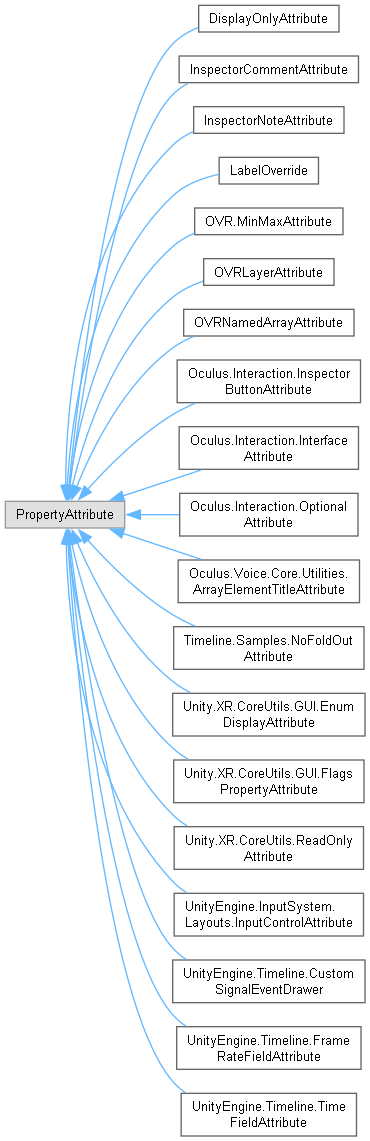 DisplayOnlyAttribute
InspectorCommentAttribute
InspectorNoteAttribute
LabelOverride
OVR.MinMaxAttribute
OVRLayerAttribute
OVRNamedArrayAttribute
Oculus.Interaction.Inspector
ButtonAttribute
Oculus.Interaction.Interface
Attribute
PropertyAttribute
Oculus.Interaction.Optional
Attribute
Oculus.Voice.Core.Utilities.
ArrayElementTitleAttribute
Timeline.Samples.NoFoldOut
Attribute
Unity.XR.CoreUtils.GUI.Enum
DisplayAttribute
Unity.XR.CoreUtils.GUI.Flags
PropertyAttribute
Unity.XR.CoreUtils.ReadOnly
Attribute
UnityEngine.InputSystem.
Layouts.InputControlAttribute
UnityEngine.Timeline.Custom
SignalEventDrawer
UnityEngine.Timeline.Frame
RateFieldAttribute
UnityEngine.Timeline.Time
FieldAttribute